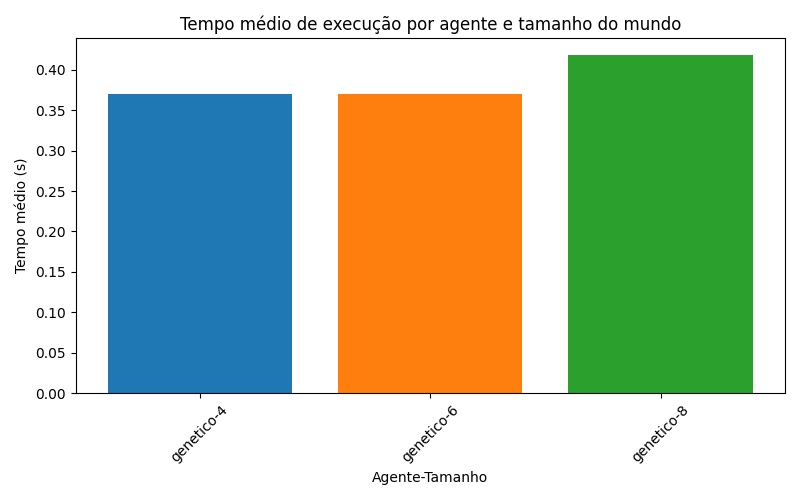 Tempo médio de execução por agente e tamanho do mundo
Tempo médio (s)
0.40
0.35
0.30
0.25
0.20
0.15
0.10
0.05
0.00
genetico-4
genetico-6
genetico-8
Agente-Tamanho